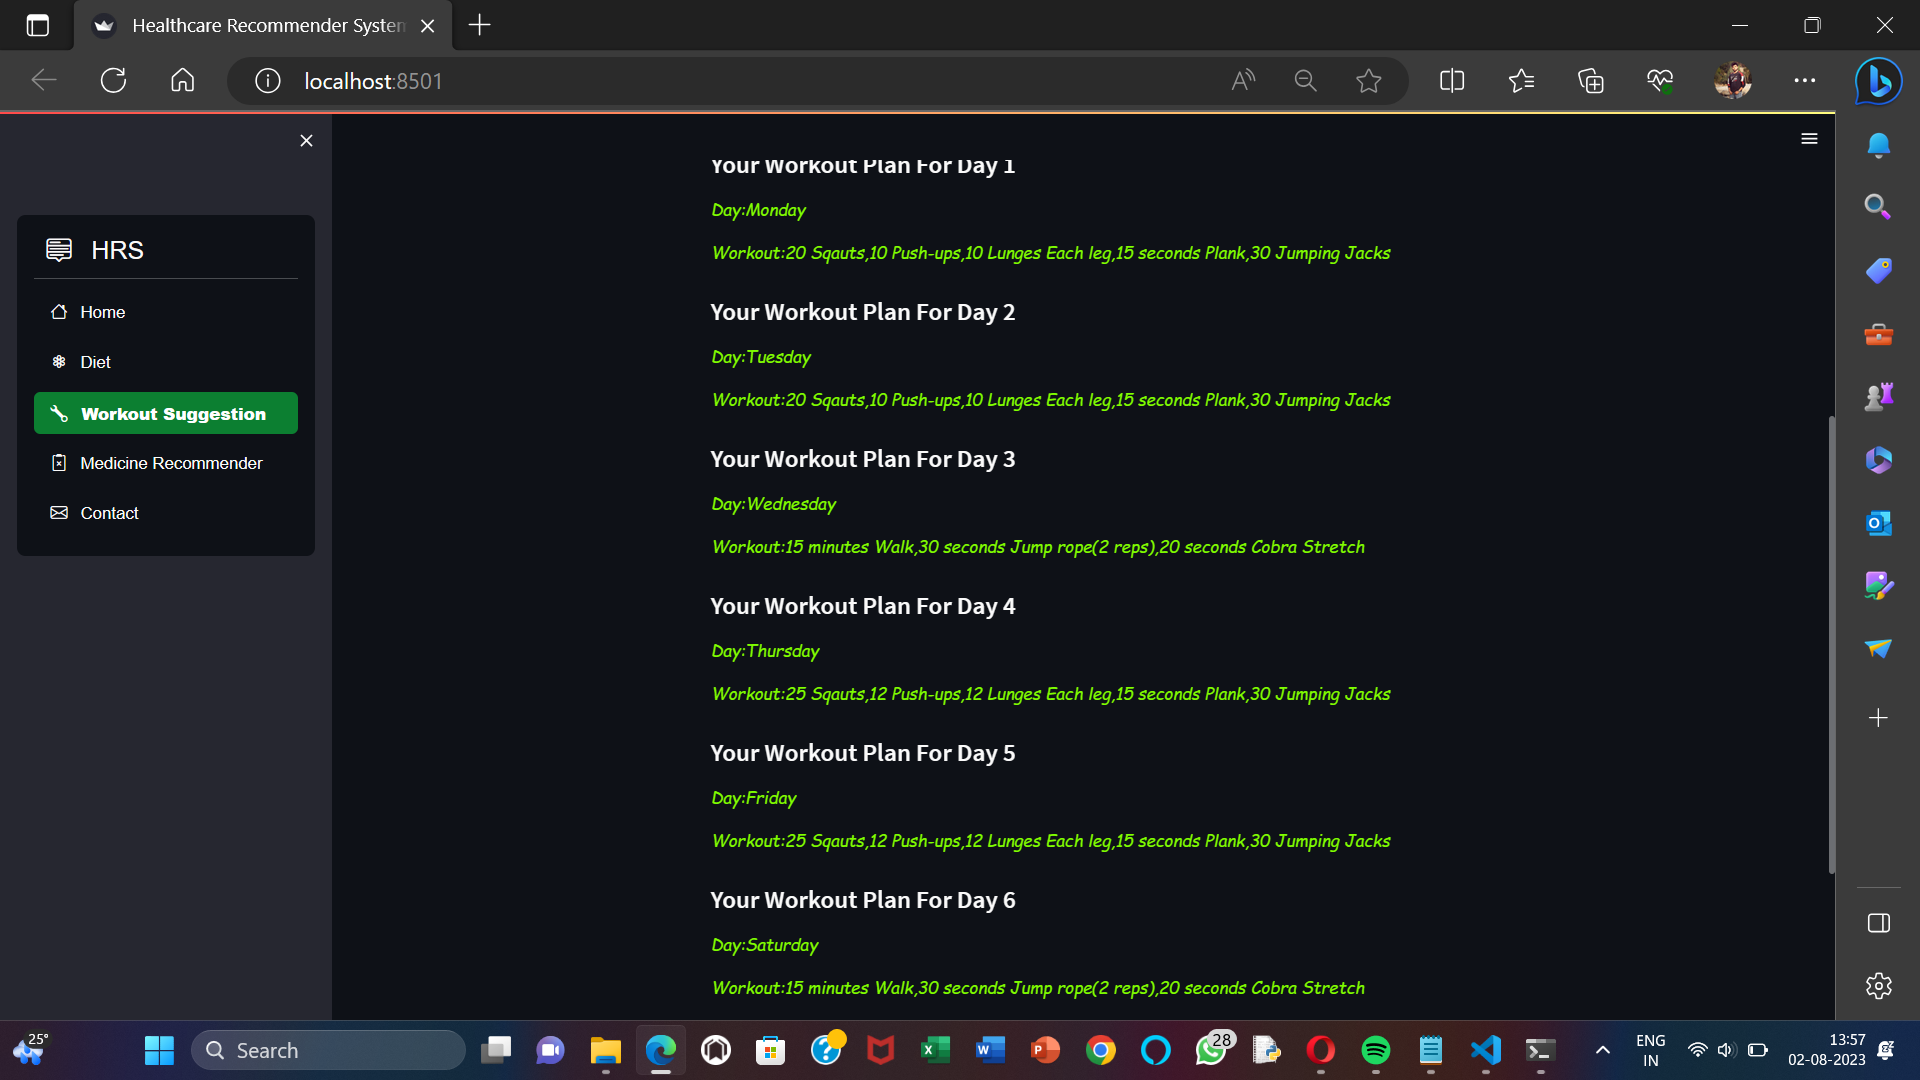 Healthcare Recommender System
localhost:8501
HRS
Home
Diet
Workout Suggestion
Medicine Recommender
Contact
Your Workout Plan For Day 1
Day:Monday
Workout:20 Sqauts,10 Push-ups,10 Lunges Each leg,15 seconds Plank,30 Jumping Jacks
Your Workout Plan For Day 2
Day:Tuesday
Workout:20 Sqauts,10 Push-ups,10 Lunges Each leg,15 seconds Plank,30 Jumping Jacks
Your Workout Plan For Day 3
Day:Wednesday
Workout:15 minutes Walk,30 seconds Jump rope(2 reps),20 seconds Cobra Stretch
Your Workout Plan For Day 4
Day:Thursday
Workout:25 Sqauts,12 Push-ups,12 Lunges Each leg,15 seconds Plank,30 Jumping Jacks
Your Workout Plan For Day 5
Day:Friday
Workout:25 Sqauts,12 Push-ups,12 Lunges Each leg,15 seconds Plank,30 Jumping Jacks
Your Workout Plan For Day 6
Day:Saturday
Workout:15 minutes Walk,30 seconds Jump rope(2 reps),20 seconds Cobra Stretch
25°
Search
28
ENG
IN
13:57
02-08-2023